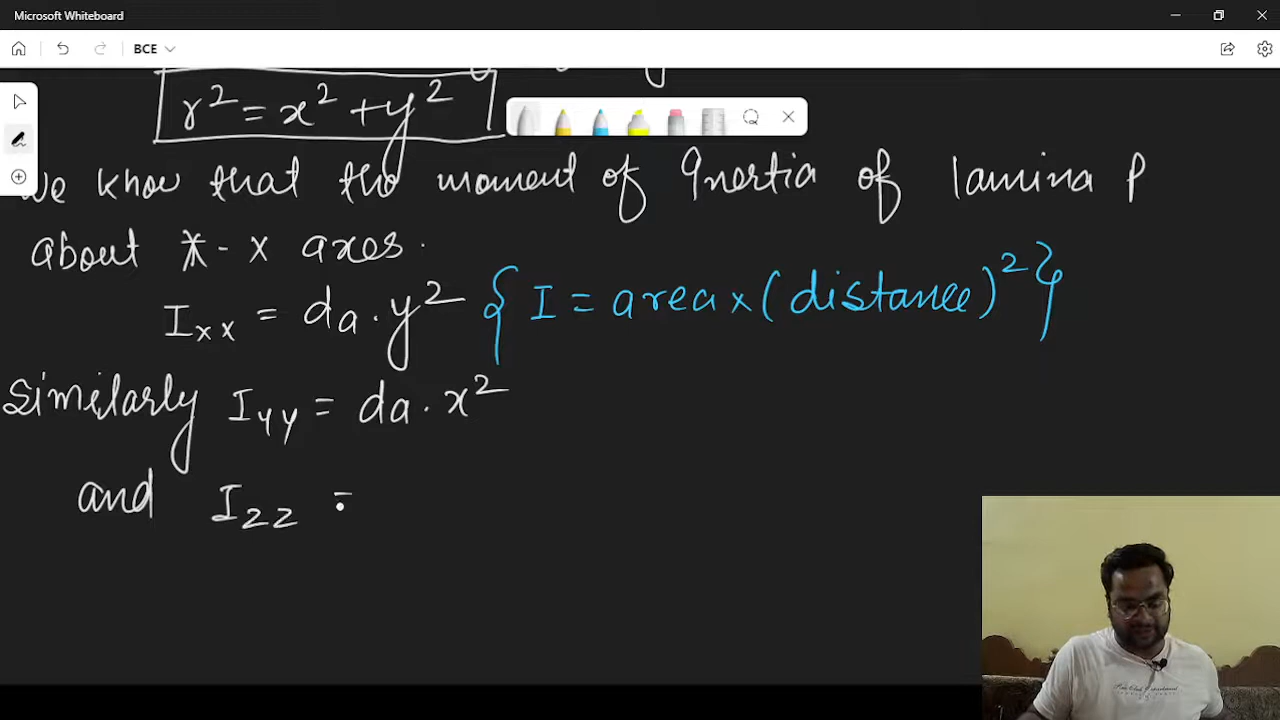 Microsoft Whiteboard
BCE
r² = x² + y²
We know that the moment of Inertia of lamina P
about X - X axes.
Ixx = da . y² { I = area × (distance)² }
Similarly Iyy = da . x²
and Izz =